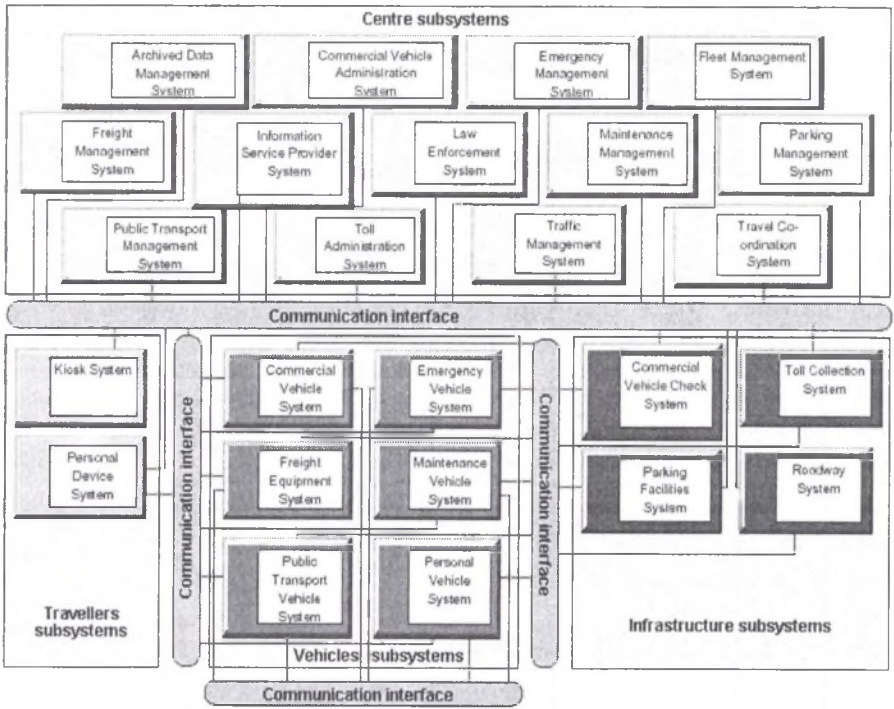 Centre subsystems
Archived Data
Management
System
Commercial Vehicle
Administration
System
Emergency
Management
System
Fleet Management
System
Freight
Management
System
Information
Service Provider
System
Law
Enforcement
System
Maintenance
Management
System
Parking
Management
System
Public Transport
Management
System
Toll
Administration
System
Traffic
Management
System
Travel Co-
ordination
System
Communication interface
Kiosk System
Personal
Device
System
Travellers
subsystems
Communication interface
Commercial
Vehicle
System
Emergency
Vehicle
System
Freight
Equipment
System
Maintenance
Vehicle
System
Public
Transport
Vehicle
System
Personal
Vehicle
System
Vehicles subsystems
Communication interface
Communication interface
Commercial
Vehicle Check
System
Toll Collection
System
Parking
Facilities
System
Roadway
System
Infrastructure subsystems